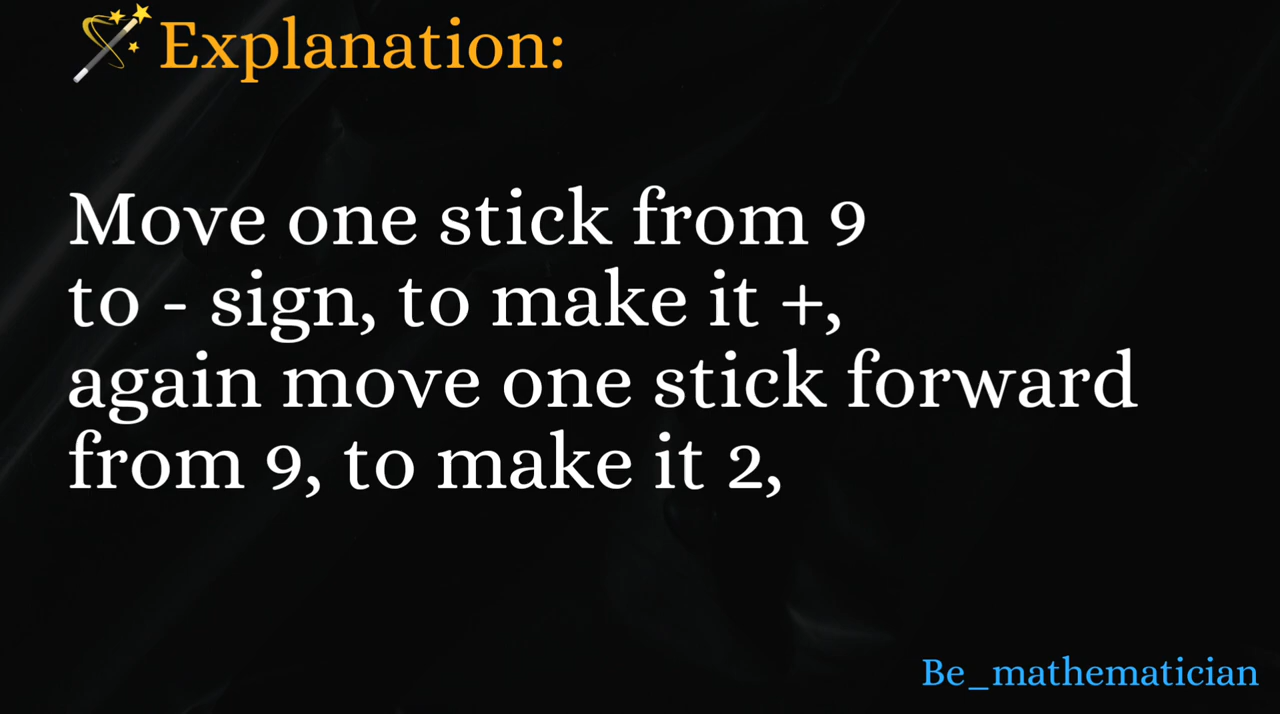 Explanation:
Move one stick from 9
to - sign, to make it +,
again move one stick forward
from 9, to make it 2,
Be_mathematician